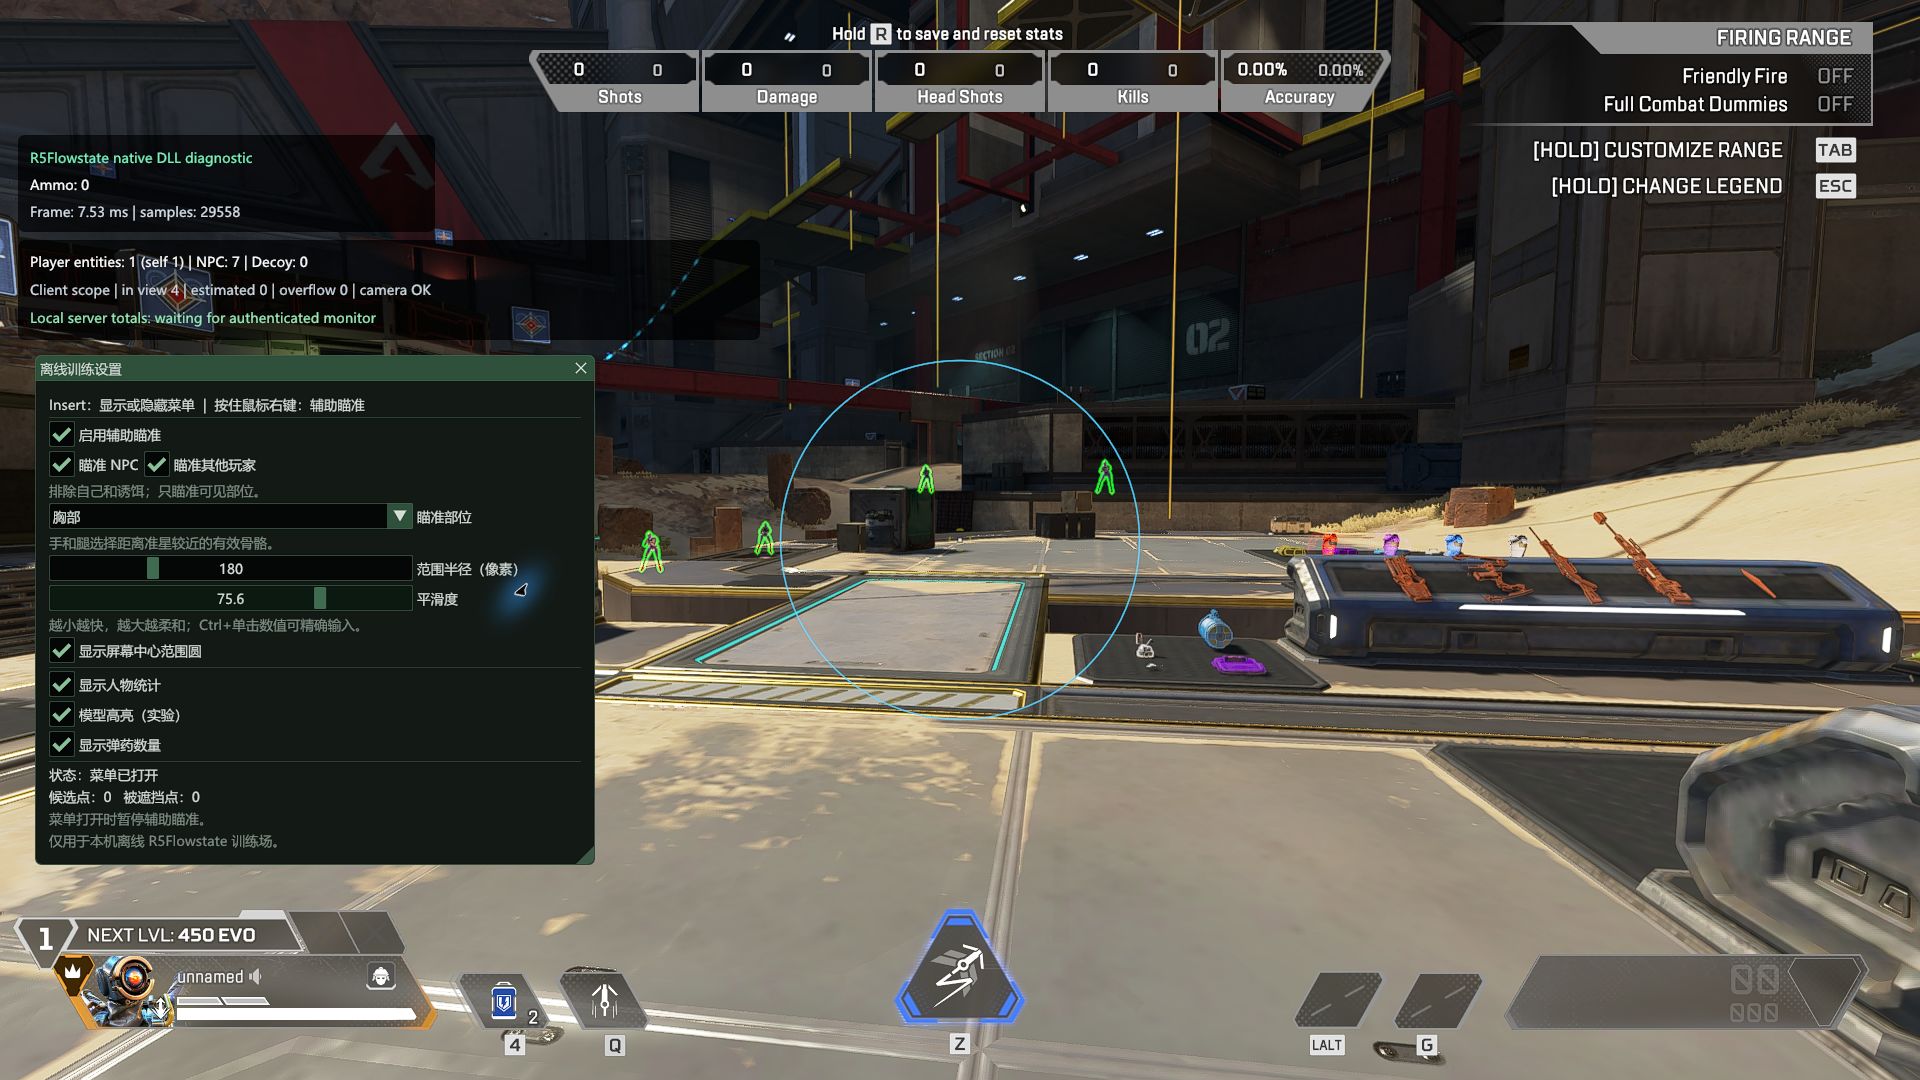 Hold R to save and reset stats
0 0
Shots
0 0
Damage
0 0
Head Shots
0 0
Kills
0.00% 0.00%
Accuracy
FIRING RANGE
Friendly Fire OFF
Full Combat Dummies OFF
[HOLD] CUSTOMIZE RANGE TAB
[HOLD] CHANGE LEGEND ESC
R5Flowstate native DLL diagnostic
Ammo: 0
Frame: 7.53 ms | samples: 29558
Player entities: 1 (self 1) | NPC: 7 | Decoy: 0
Client scope | in view 4 | estimated 0 | overflow 0 | camera OK
Local server totals: waiting for authenticated monitor
SECTION 02
02
离线训练设置
Insert：显示或隐藏菜单 | 按住鼠标右键：辅助瞄准
启用辅助瞄准
瞄准 NPC 瞄准其他玩家
排除自己和诱饵；只瞄准可见部位。
胸部 瞄准部位
手和腿选择距离准星较近的有效骨骼。
180 范围半径（像素）
75.6 平滑度
越小越快，越大越柔和；Ctrl+单击数值可精确输入。
显示屏幕中心范围圆
显示人物统计
模型高亮（实验）
显示弹药数量
状态：菜单已打开
候选点：0 被遮挡点：0
菜单打开时暂停辅助瞄准。
仅用于本机离线 R5Flowstate 训练场。
1 NEXT LVL: 450 EVO
unnamed
2
4
Q
Z
LALT
G
00
000